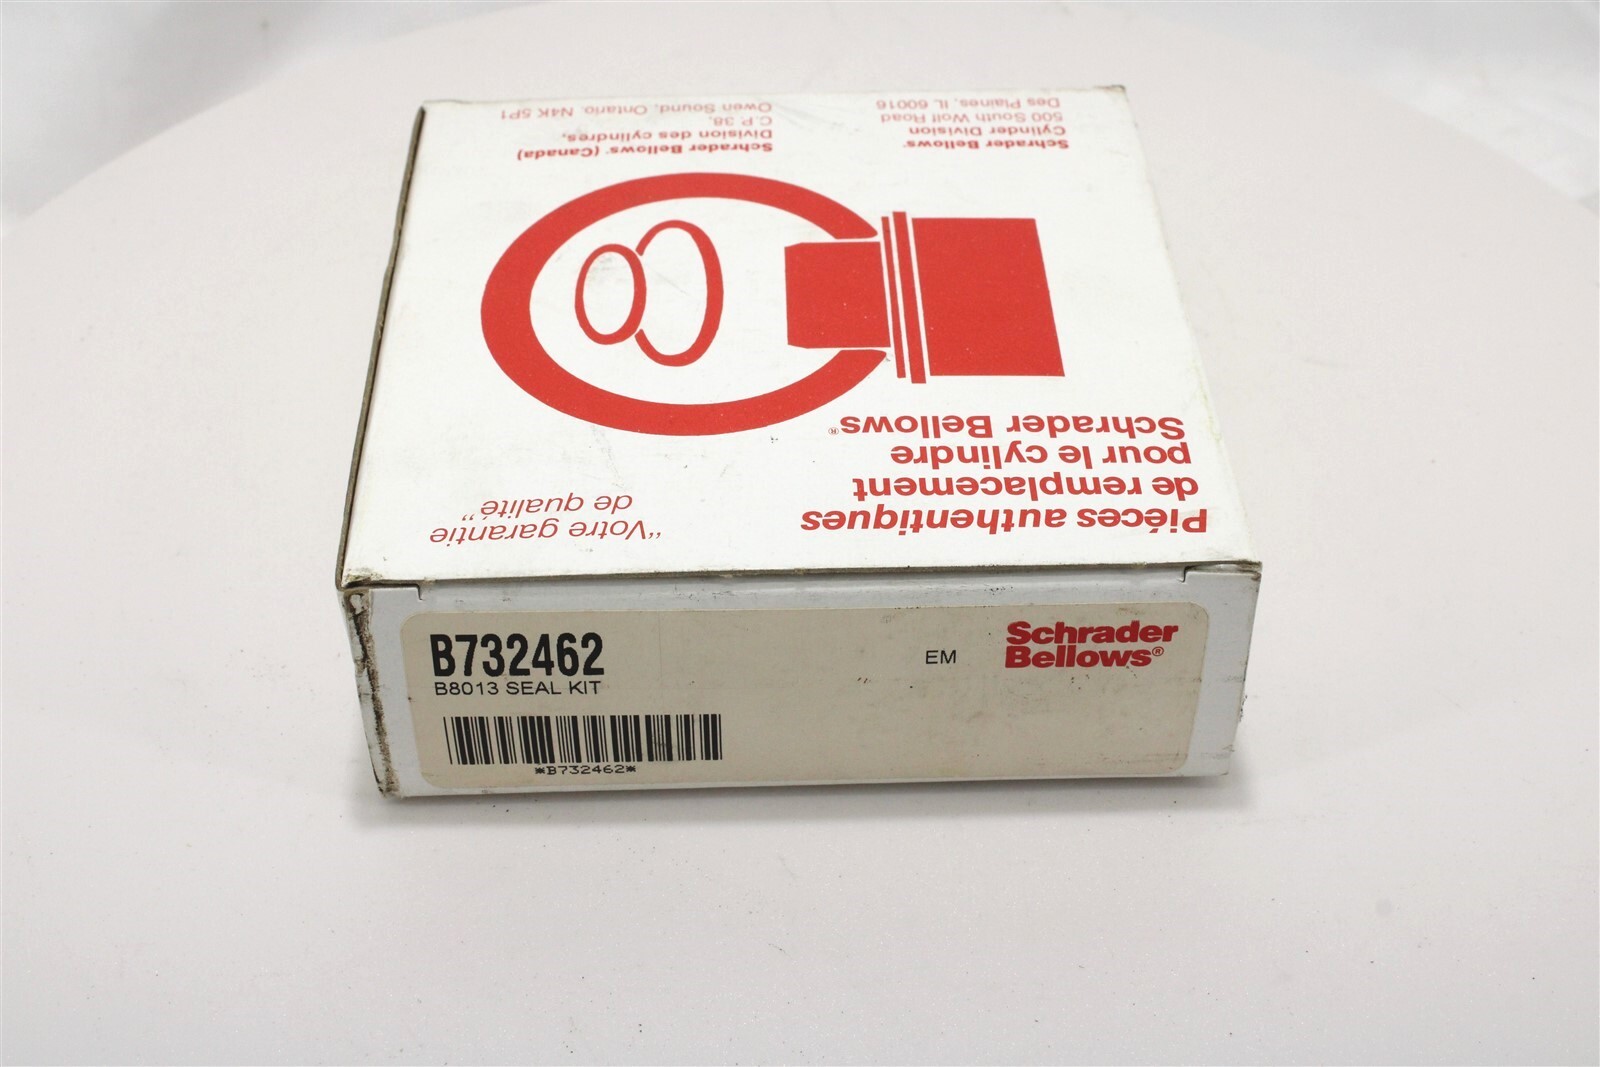 Piéces authentiques
de remplacement
pour le cylindre
Schrader Bellows®
"Votre garantie
de qualité"
Schrader Bellows®
Cylinder Division
500 South Wolf Road
Des Plaines, IL 60016
Schrader Bellows® (Canada)
Division des cylindres,
C.P. 38,
Owen Sound, Ontario. N4K 5P1
B732462
B8013 SEAL KIT
*B732462*
EM
Schrader
Bellows®